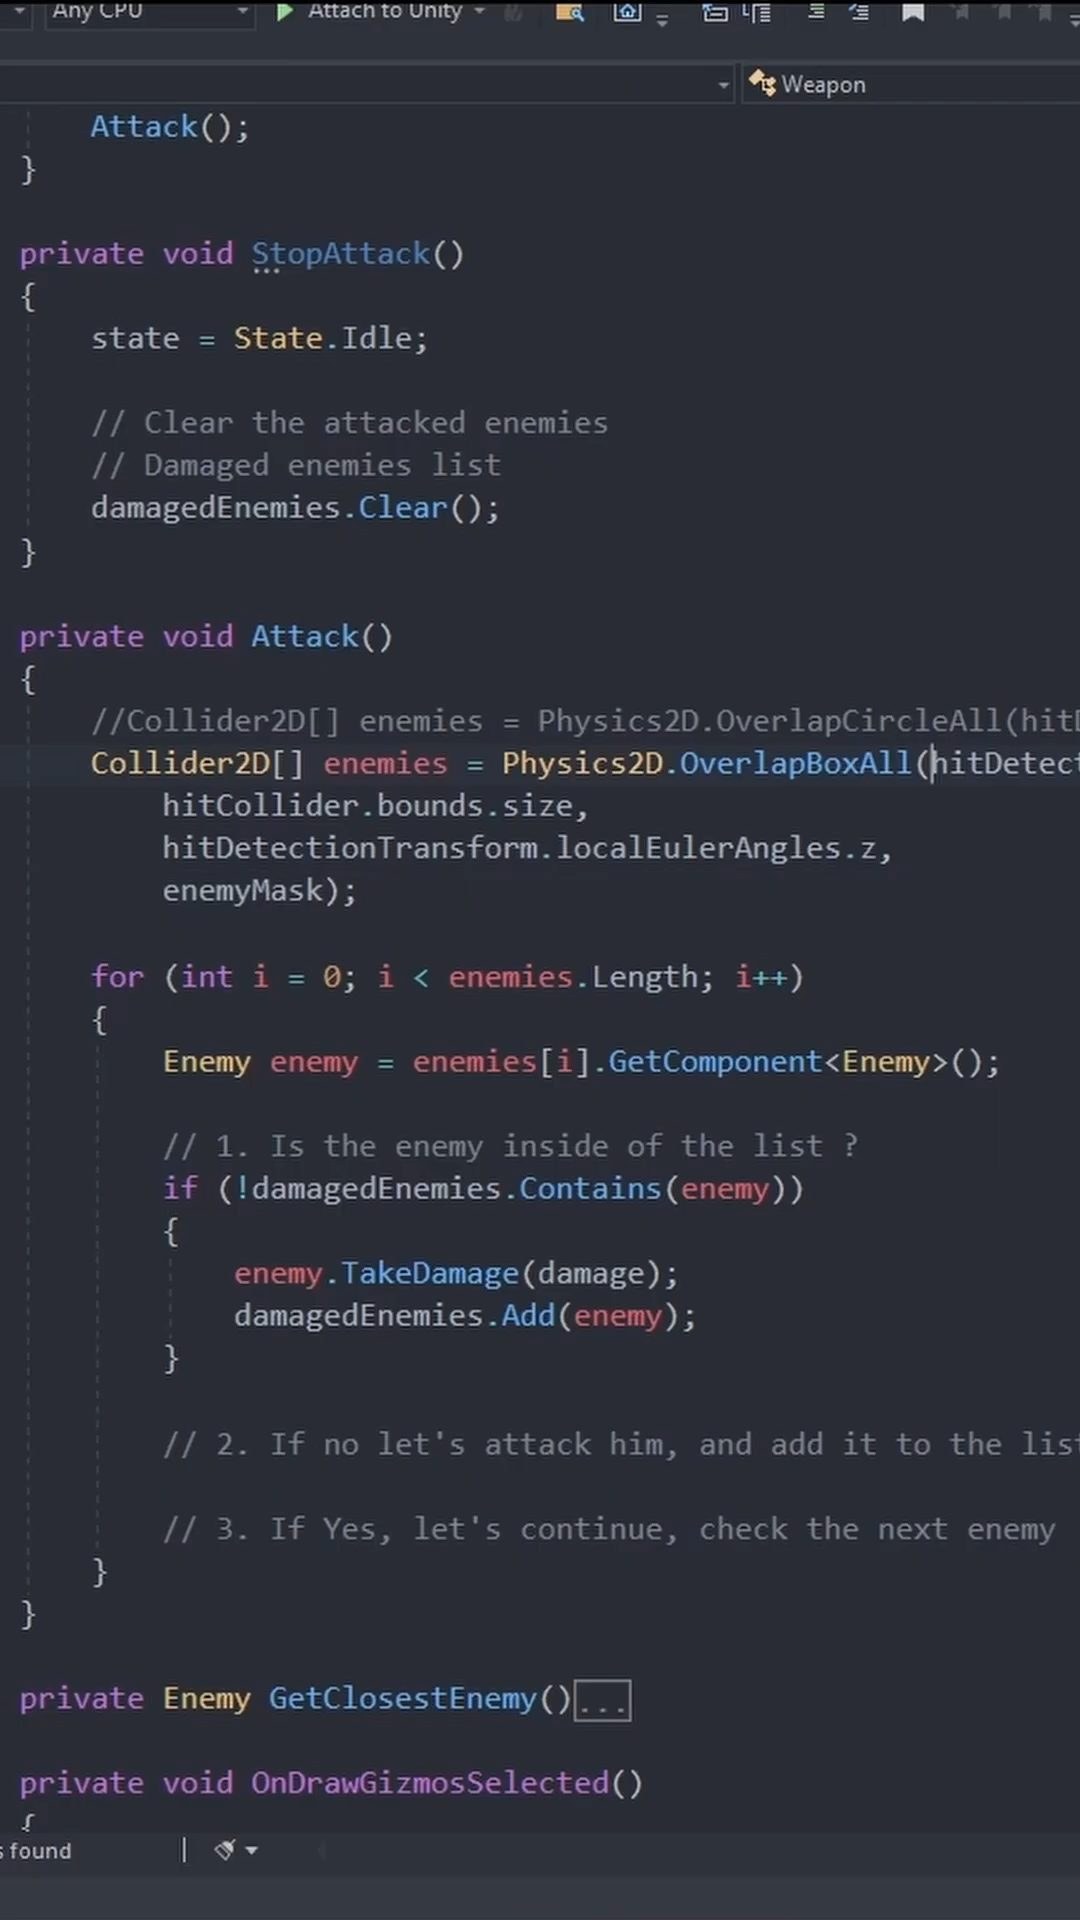 Any CPU Attach to Unity
Weapon
Attack();
}
private void StopAttack()
{
state = State.Idle;
// Clear the attacked enemies
// Damaged enemies list
damagedEnemies.Clear();
}
private void Attack()
{
//Collider2D[] enemies = Physics2D.OverlapCircleAll(hit
Collider2D[] enemies = Physics2D.OverlapBoxAll(hitDetect
hitCollider.bounds.size,
hitDetectionTransform.localEulerAngles.z,
enemyMask);
for (int i = 0; i < enemies.Length; i++)
{
Enemy enemy = enemies[i].GetComponent<Enemy>();
// 1. Is the enemy inside of the list ?
if (!damagedEnemies.Contains(enemy))
{
enemy.TakeDamage(damage);
damagedEnemies.Add(enemy);
}
// 2. If no let's attack him, and add it to the list
// 3. If Yes, let's continue, check the next enemy
}
}
private Enemy GetClosestEnemy()...
private void OnDrawGizmosSelected()
{
s found